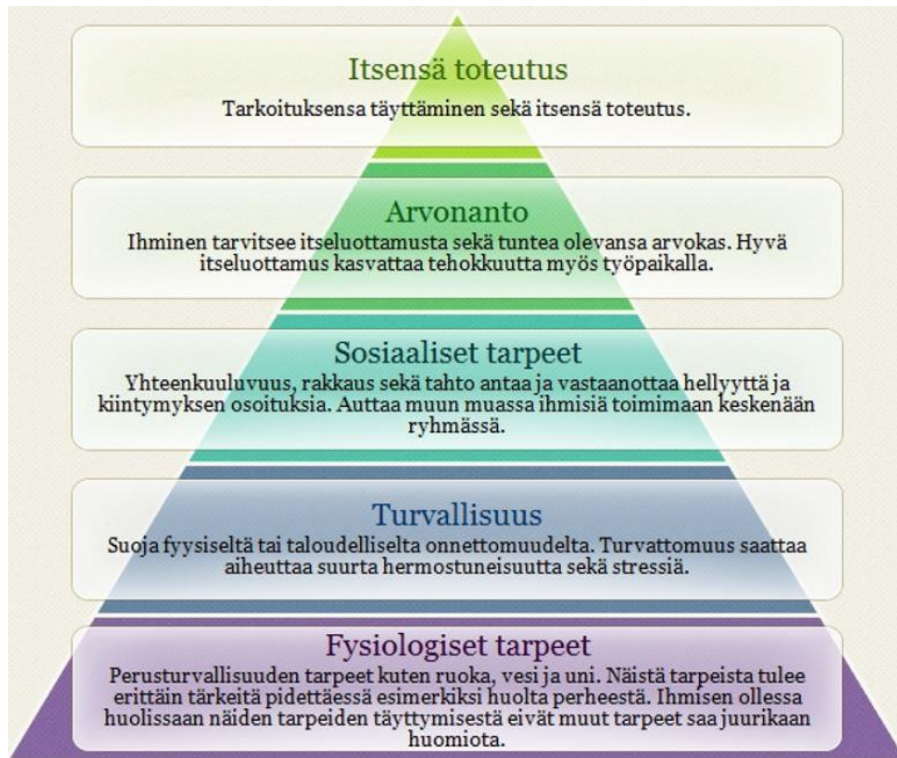 Itsensä toteutus
Tarkoituksensa täyttäminen sekä itsensä toteutus.
Arvonanto
Ihminen tarvitsee itseluottamusta sekä tuntea olevansa arvokas. Hyvä
itseluottamus kasvattaa tehokkuutta myös työpaikalla.
Sosiaaliset tarpeet
Yhteenkuuluvuus, rakkaus sekä tahto antaa ja vastaanottaa hellyyttä ja
kiintymyksen osoituksia. Auttaa muun muassa ihmisiä toimimaan keskenään
ryhmässä.
Turvallisuus
Suoja fyysiseltä tai taloudelliselta onnettomuudelta. Turvattomuus saattaa
aiheuttaa suurta hermostuneisuutta sekä stressiä.
Fysiologiset tarpeet
Perusturvallisuuden tarpeet kuten ruoka, vesi ja uni. Näistä tarpeista tulee
erittäin tärkeitä pidettäessä esimerkiksi huolta perheestä. Ihmisen ollessa
huolissaan näiden tarpeiden täyttymisestä eivät muut tarpeet saa juurikaan
huomiota.